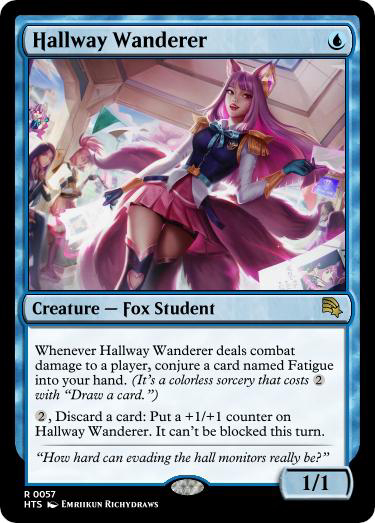 Hallway Wanderer
Creature — Fox Student
Whenever Hallway Wanderer deals combat
damage to a player, conjure a card named Fatigue
into your hand. (It's a colorless sorcery that costs 2
with “Draw a card.”)
2, Discard a card: Put a +1/+1 counter on
Hallway Wanderer. It can't be blocked this turn.
“How hard can evading the hall monitors really be?”
1/1
R 0057
HTS Emriikun Richydraws